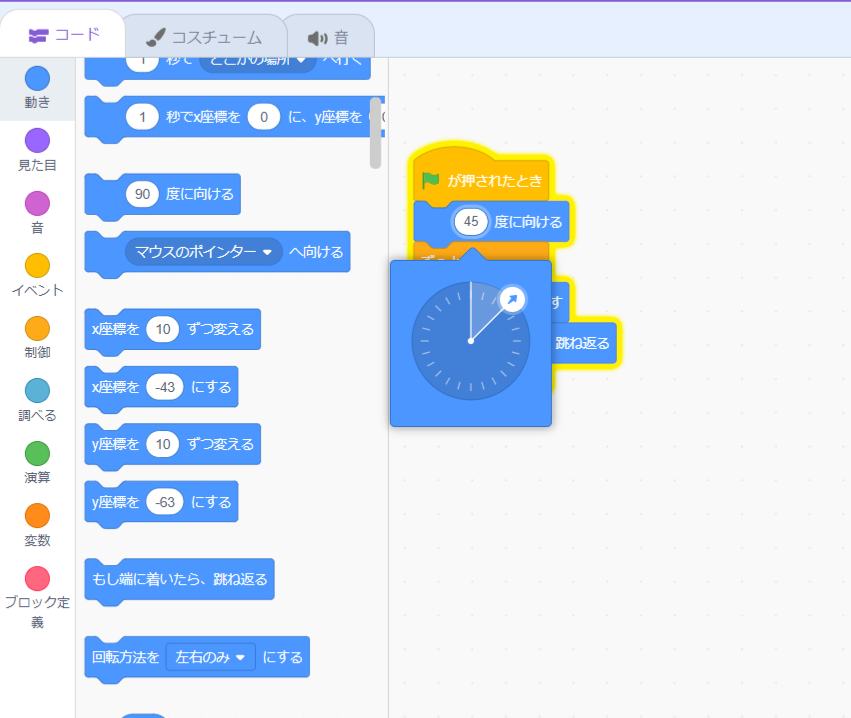 コード
コスチューム
音
動き
見た目
音
イベント
制御
調べる
演算
変数
ブロック定
義
1 秒で どこかの場所 へ行く
1 秒でx座標を 0 に、y座標を
90 度に向ける
マウスのポインター へ向ける
x座標を 10 ずつ変える
x座標を -43 にする
y座標を 10 ずつ変える
y座標を -63 にする
もし端に着いたら、跳ね返る
回転方法を 左右のみ にする
が押されたとき
45 度に向ける
す
跳ね返る